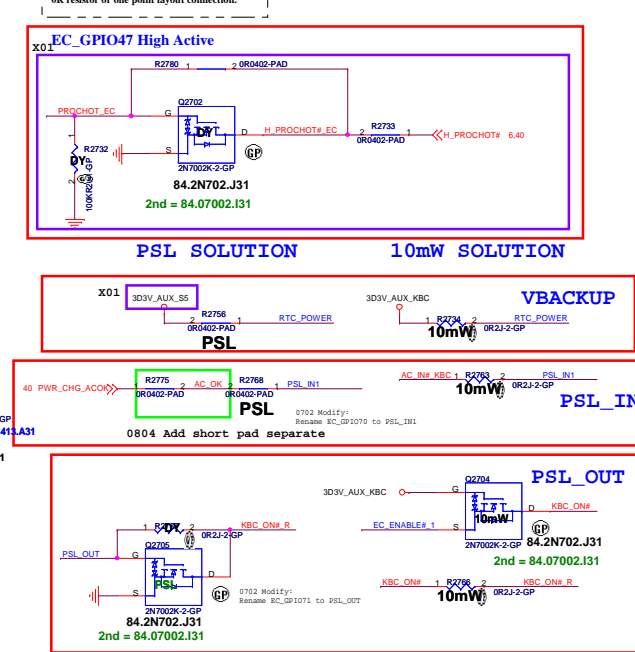 0R resistor or one point layout connection.
X01
EC_GPIO47 High Active
R2780
1
2
0R0402-PAD
PROCHOT_EC
Q2702
G
DY
D
H_PROCHOT#_EC
R2733
2
1
0R0402-PAD
H_PROCHOT# 6,40
1
R2732
DY
2
S
GP
2N7002K-2-GP
84.2N702.J31
2nd = 84.07002.I31
PSL SOLUTION
10mW SOLUTION
X01
3D3V_AUX_S5
3D3V_AUX_KBC
VBACKUP
R2756
2
1
RTC_POWER
0R0402-PAD
PSL
1
R2734
2
RTC_POWER
10mW
0R2J-2-GP
40 PWR_CHG_ACOK
R2775
1
2
0R0402-PAD
AC_OK
R2768
2
1
0R0402-PAD
PSL_IN1
PSL
0702 Modify:
Rename EC_GPIO70 to PSL_IN1
0804 Add short pad separate
AC_IN#_KBC
1
R2763
2
PSL_IN1
10mW
0R2J-2-GP
PSL_IN
GP
413.A31
1
PSL_OUT
3D3V_AUX_KBC
Q2704
G
10mW
D
KBC_ON#
EC_ENABLE#_1
S
GP
2N7002K-2-GP
84.2N702.J31
2nd = 84.07002.I31
1
DY
2
KBC_ON#_R
0R2J-2-GP
PSL_OUT
Q2705
G
PSL
D
S
GP
2N7002K-2-GP
84.2N702.J31
2nd = 84.07002.I31
0702 Modify:
Rename EC_GPIO71 to PSL_OUT
KBC_ON#
1
R2766
2
KBC_ON#_R
10mW
0R2J-2-GP